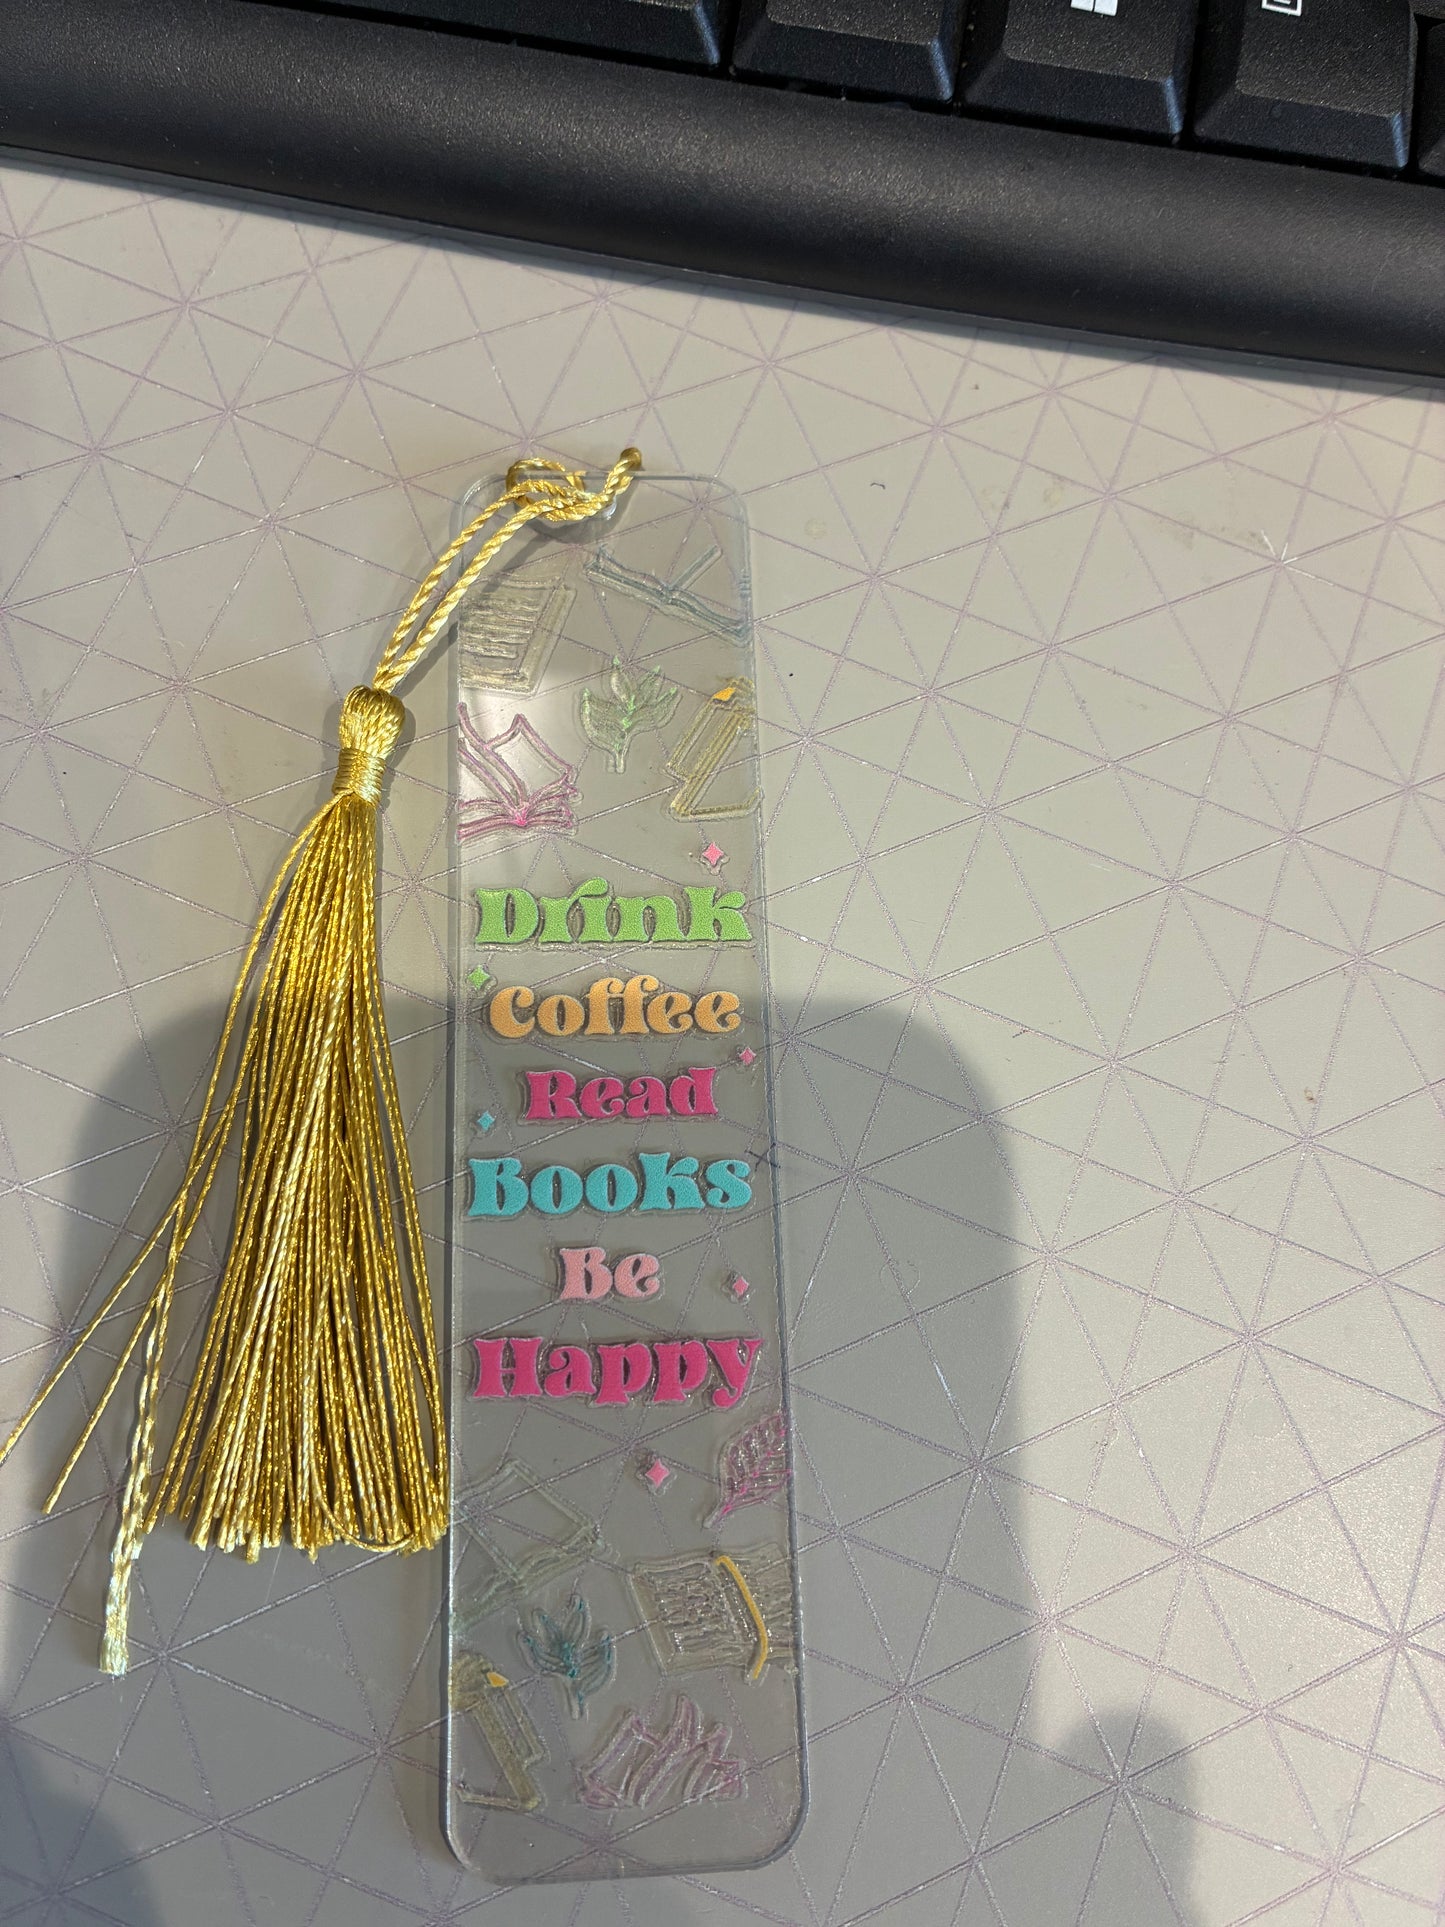 Drink
Coffee
Read
Books
Be
Happy